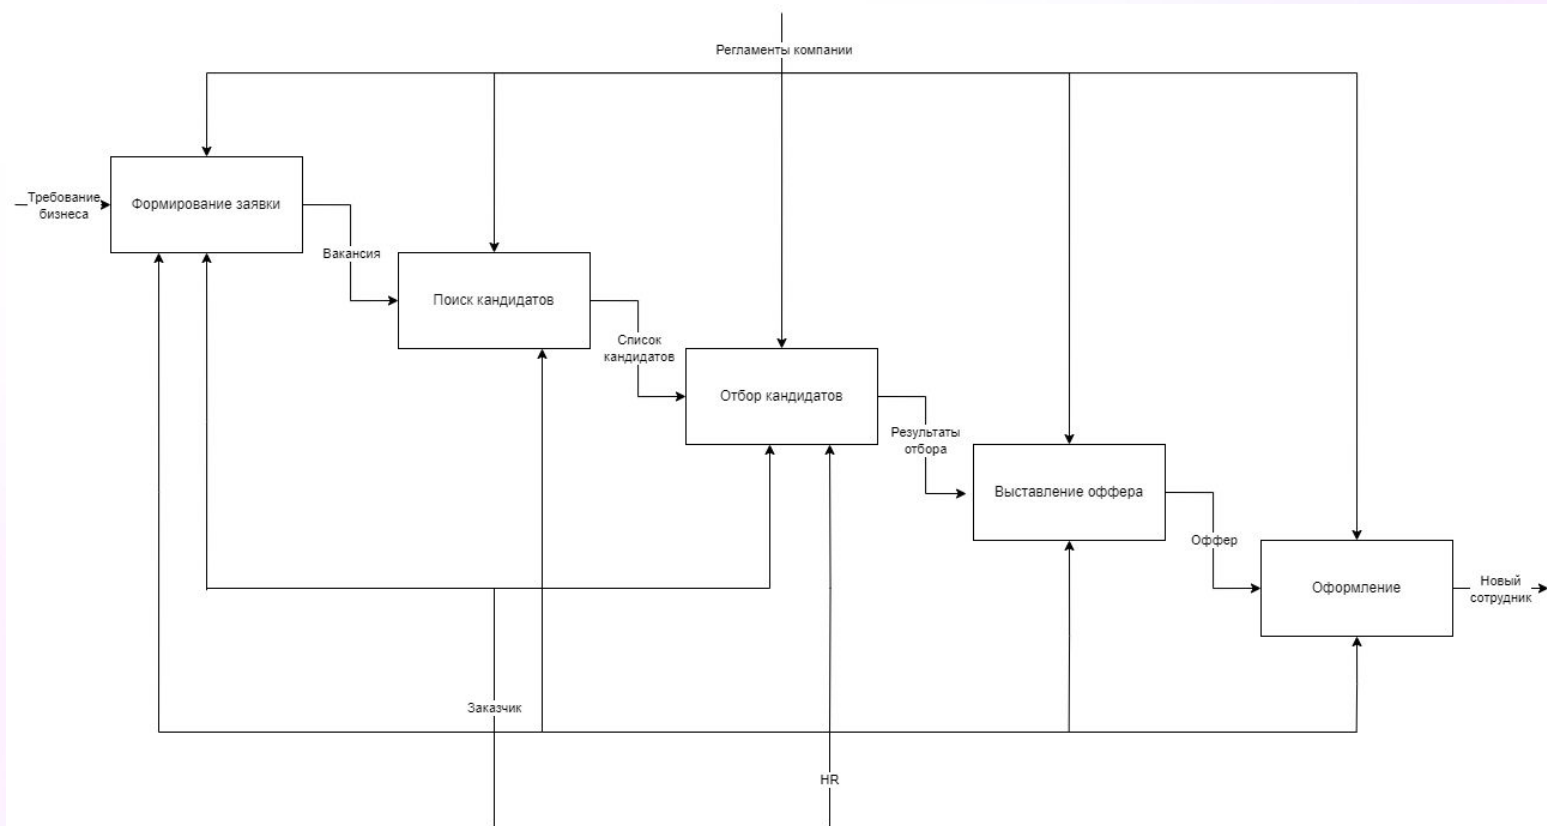 Регламенты компании
Требование
бизнеса
Формирование заявки
Вакансия
Поиск кандидатов
Список
кандидатов
Отбор кандидатов
Результаты
отбора
Выставление оффера
Оффер
Оформление
Новый
сотрудник
Заказчик
HR